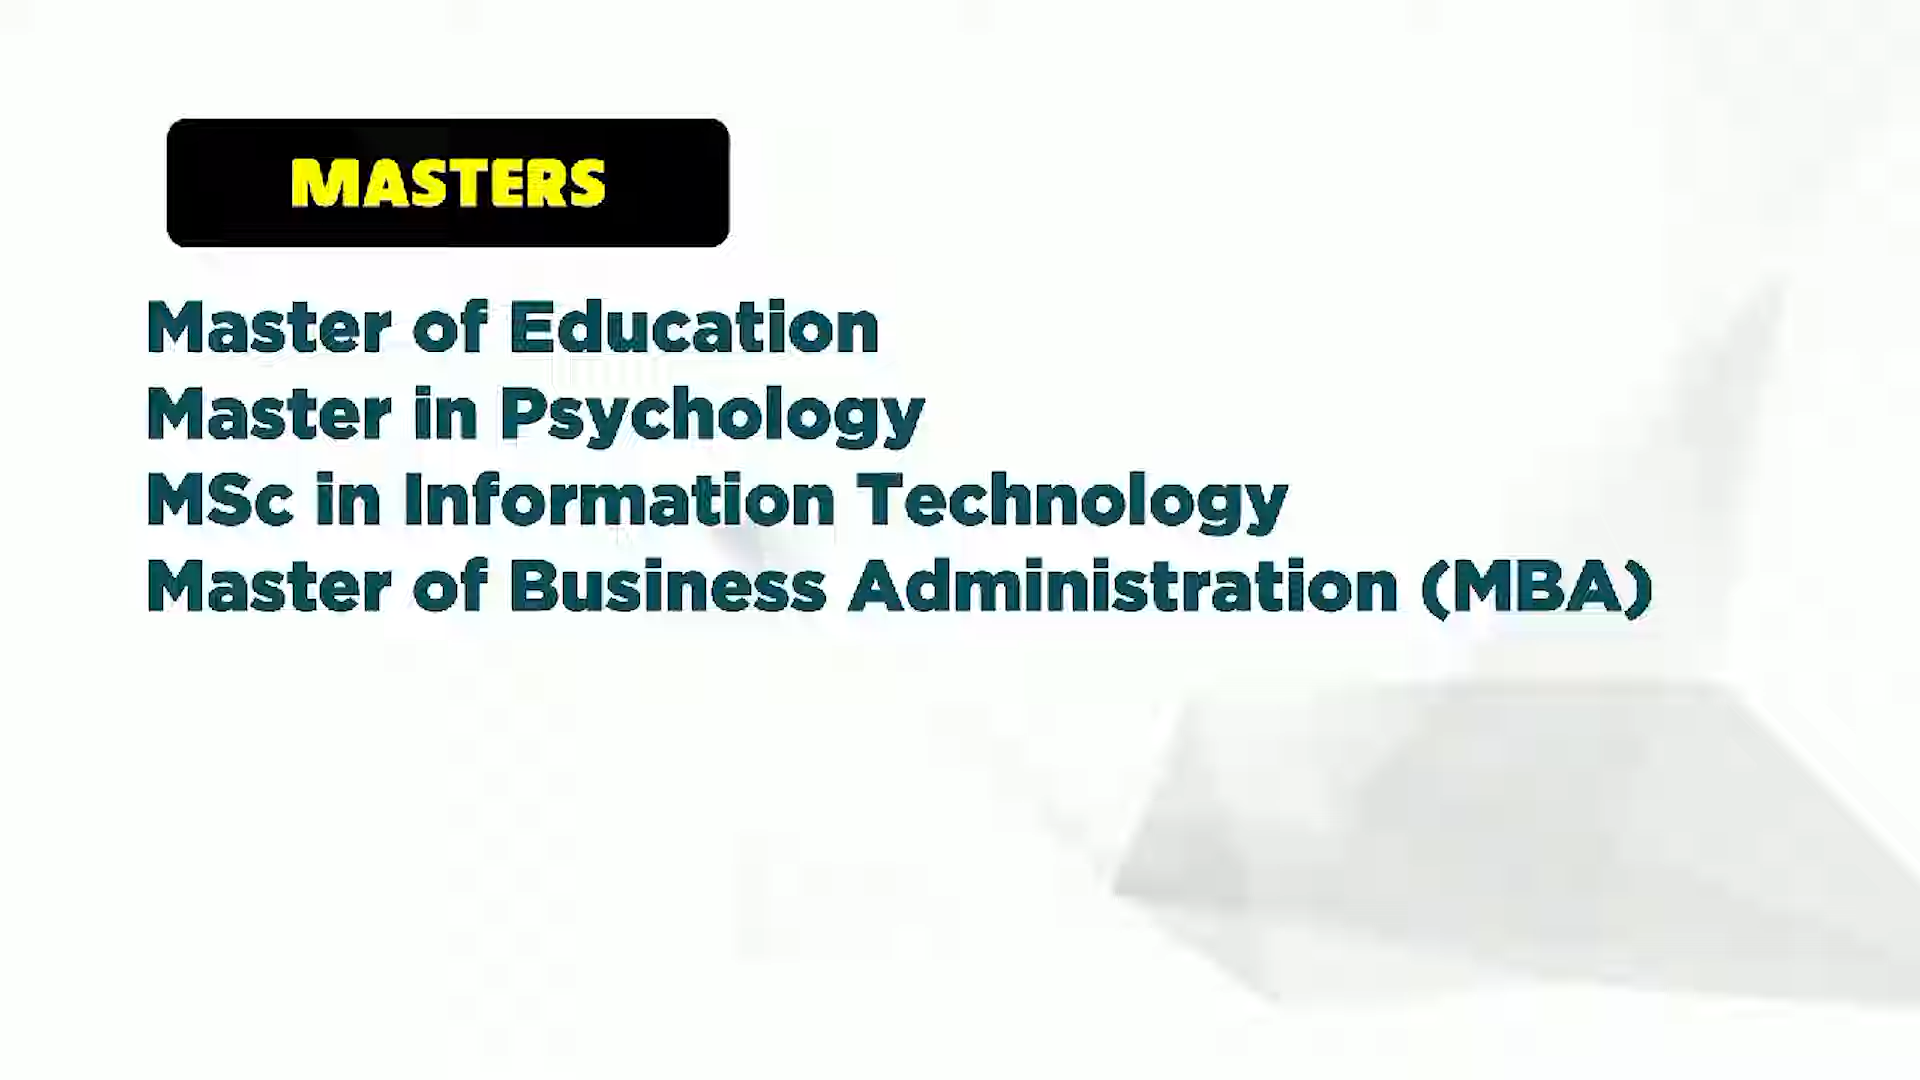 MASTERS
Master of Education
Master in Psychology
MSc in Information Technology
Master of Business Administration (MBA)